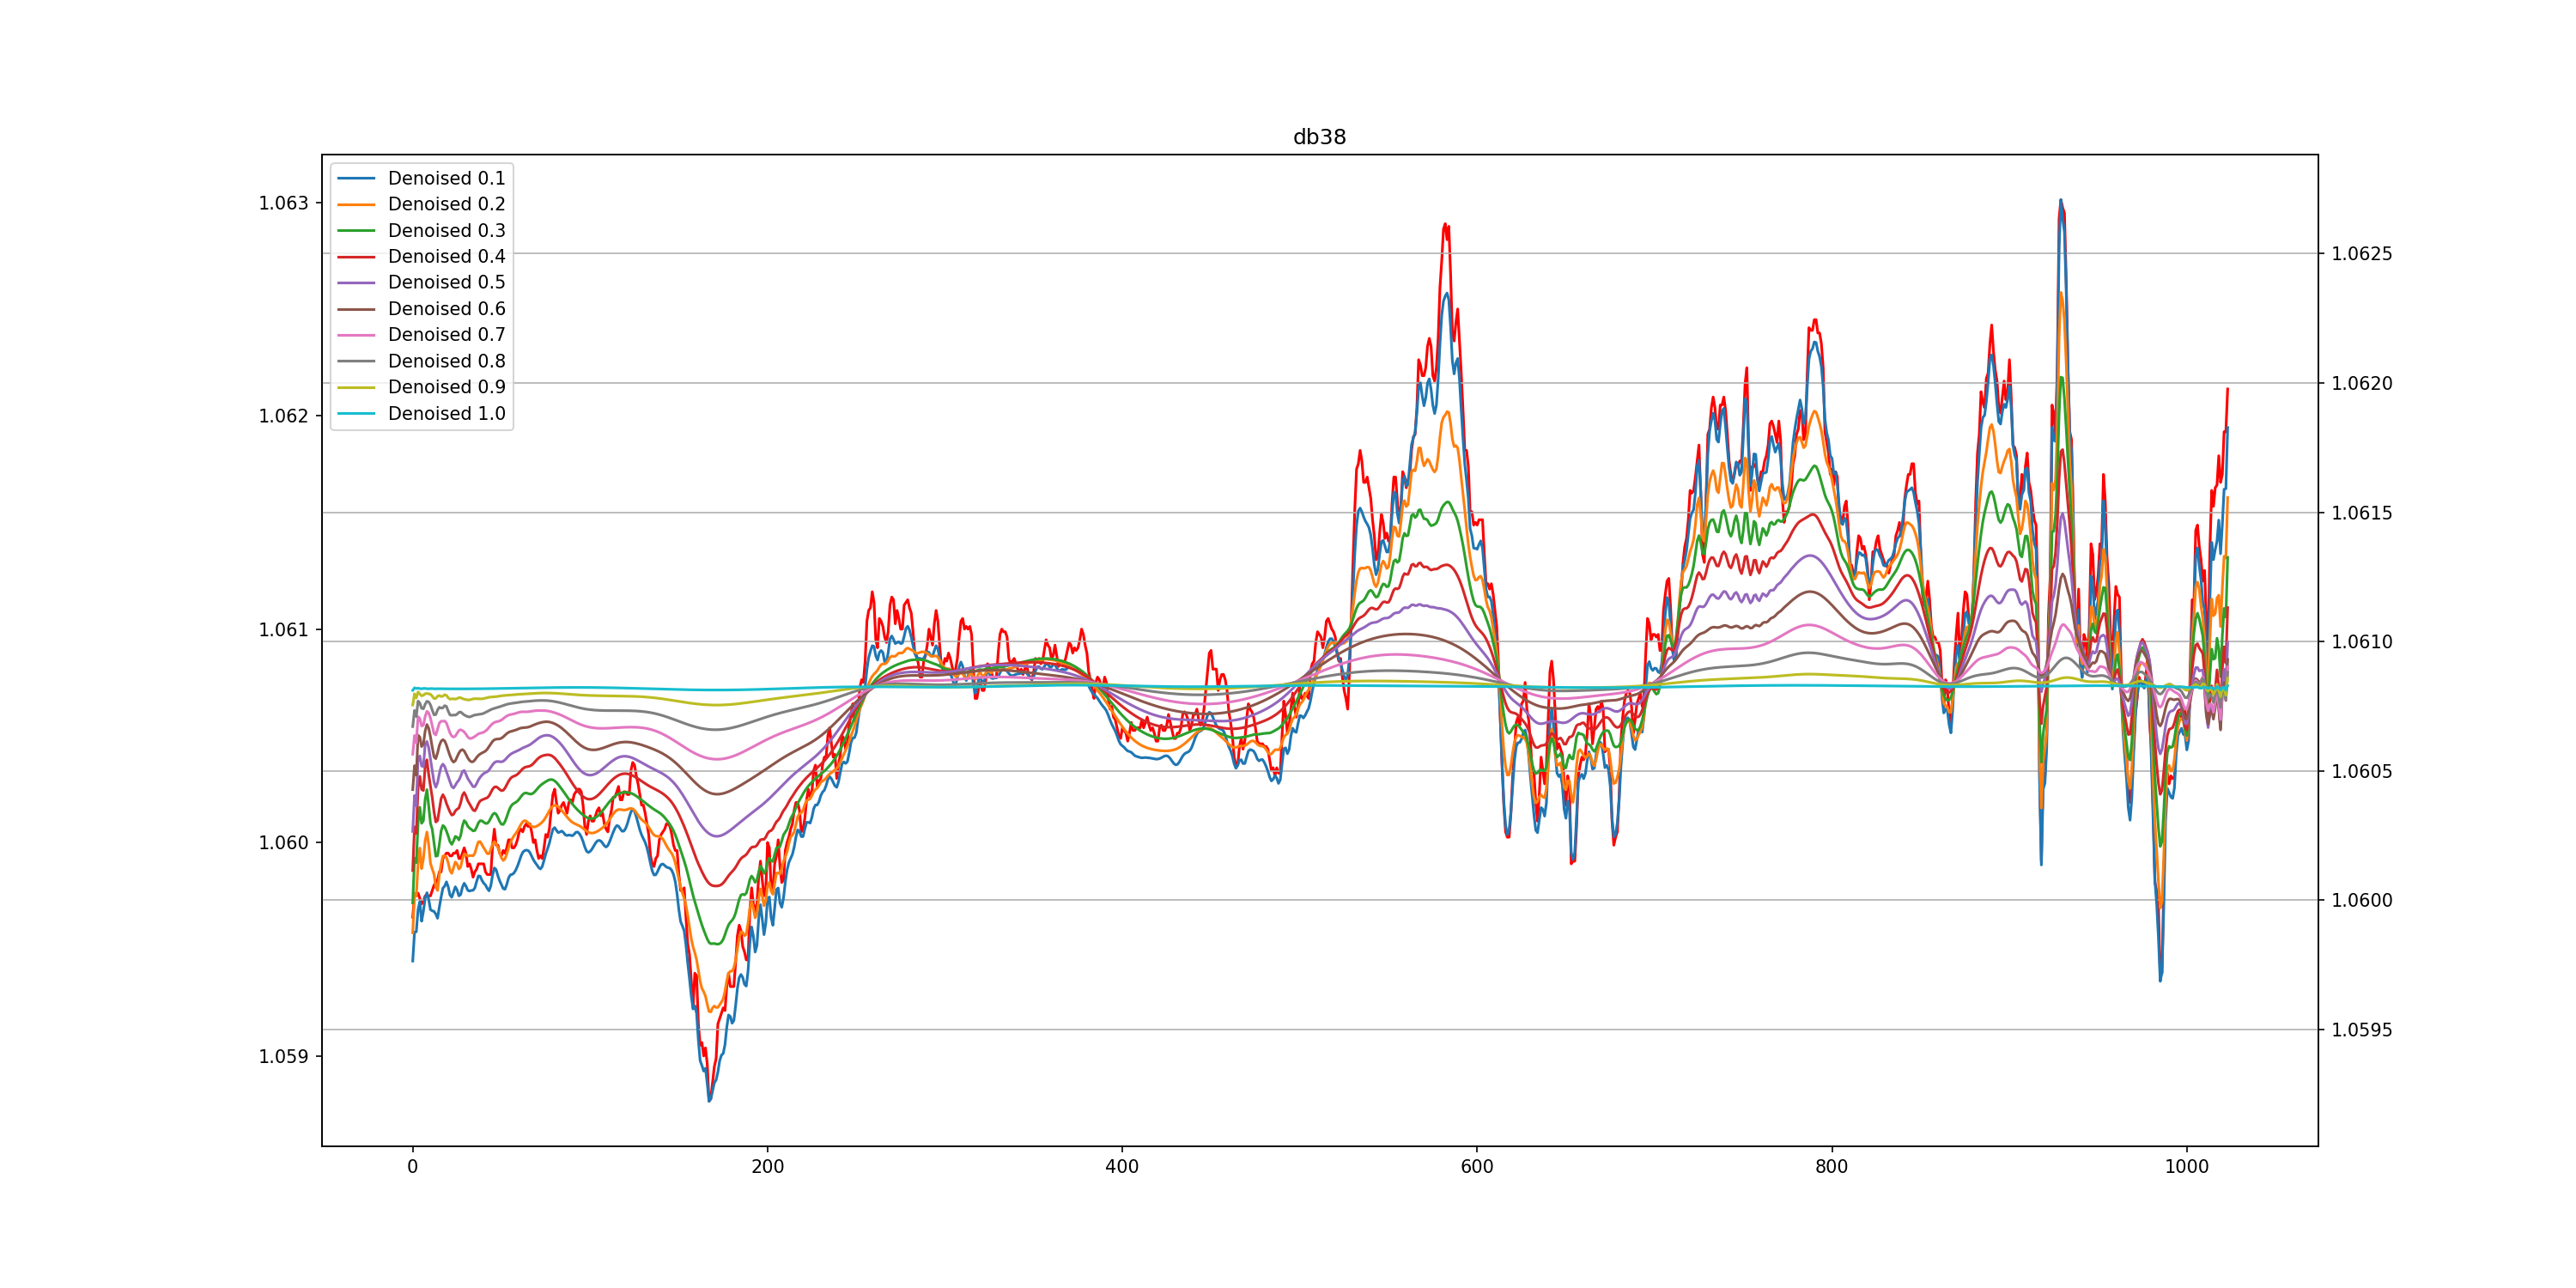 db38
Denoised 0.1
Denoised 0.2
Denoised 0.3
Denoised 0.4
Denoised 0.5
Denoised 0.6
Denoised 0.7
Denoised 0.8
Denoised 0.9
Denoised 1.0
1.063
1.062
1.061
1.060
1.059
1.0625
1.0620
1.0615
1.0610
1.0605
1.0600
1.0595
0 200 400 600 800 1000